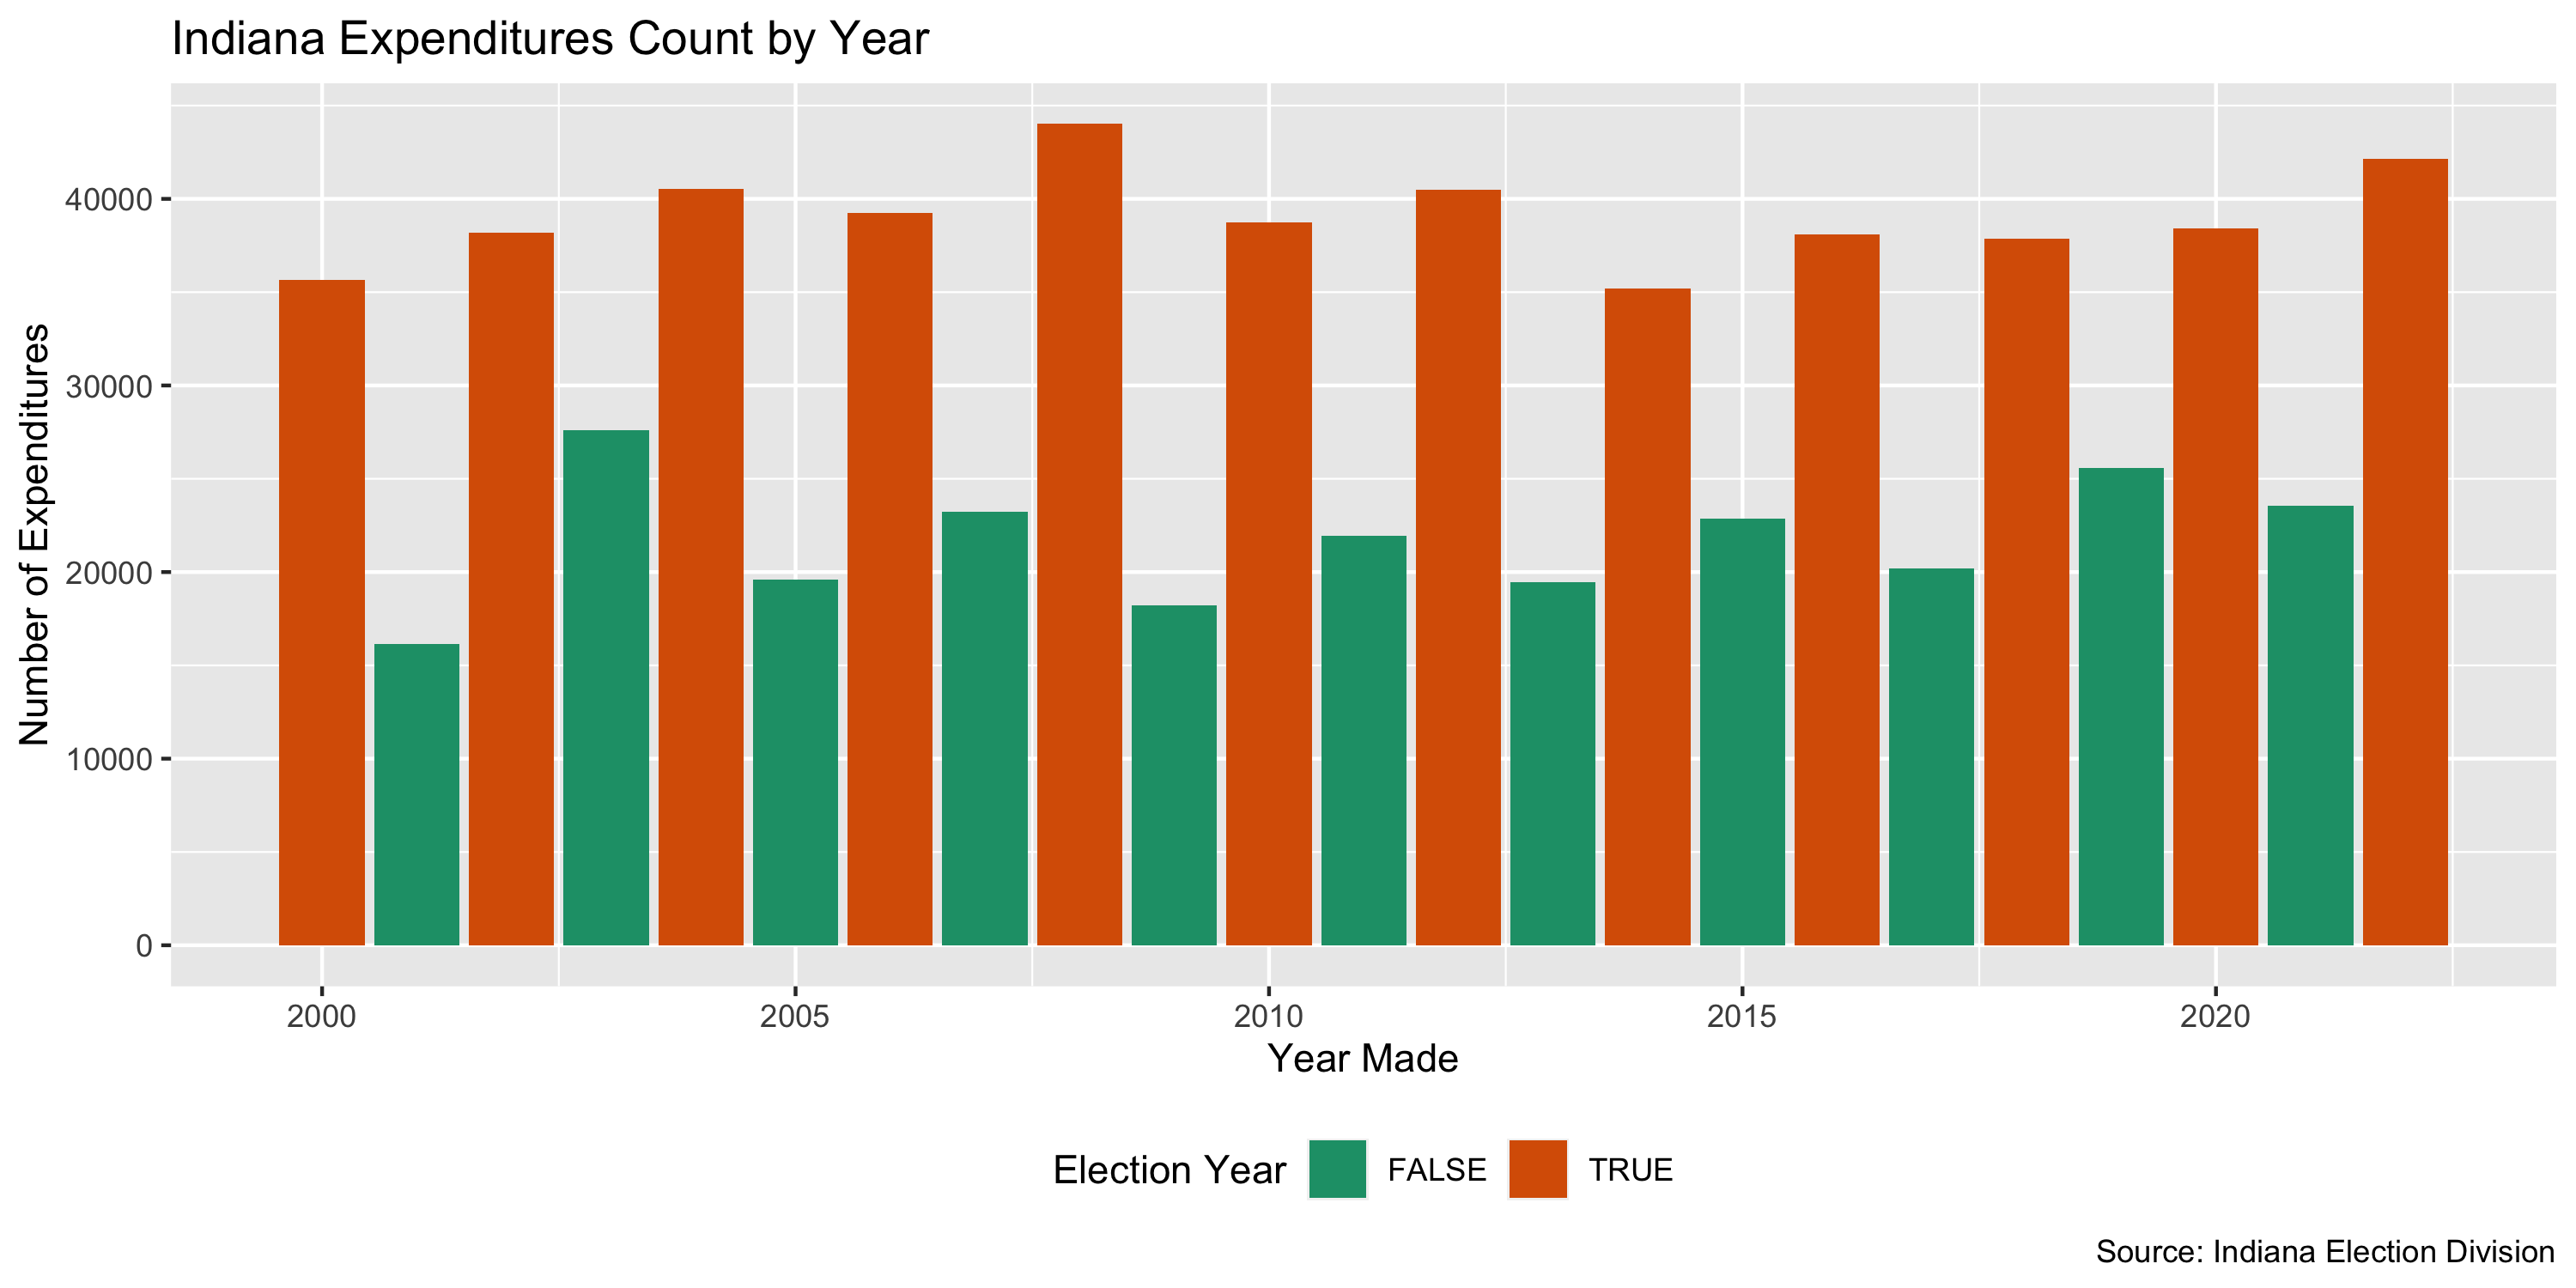 Indiana Expenditures Count by Year
Number of Expenditures
40000
30000
20000
10000
0
2000 2005 2010 2015 2020
Year Made
Election Year FALSE TRUE
Source: Indiana Election Division